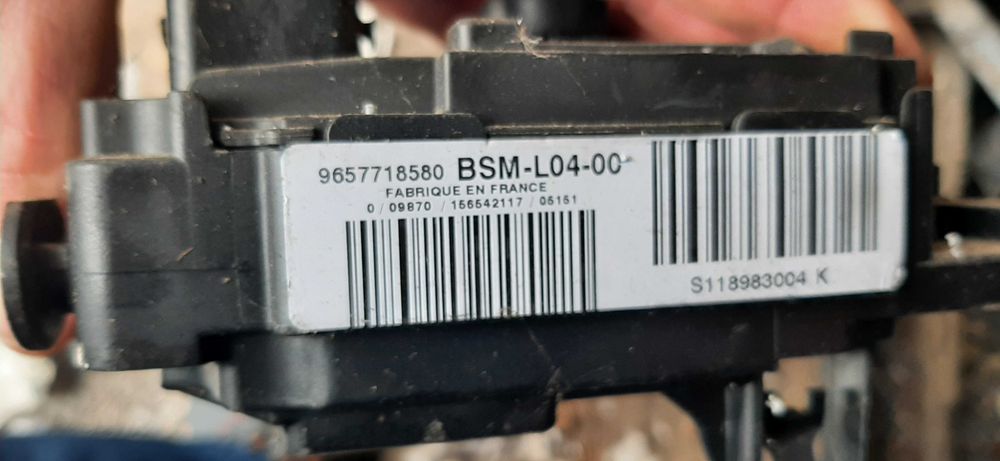 9657718580 BSM-L04-00
FABRIQUE EN FRANCE
0 / 09870 / 156542117 / 05151
S118983004 K